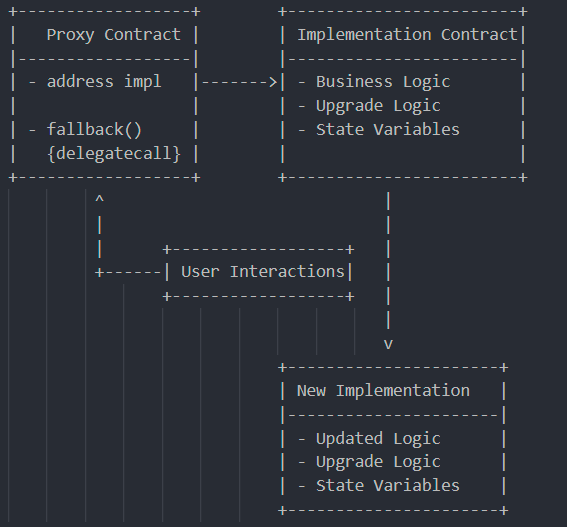 Proxy Contract
- address impl
- fallback()
{delegatecall}
Implementation Contract
- Business Logic
- Upgrade Logic
- State Variables
User Interactions
New Implementation
- Updated Logic
- Upgrade Logic
- State Variables